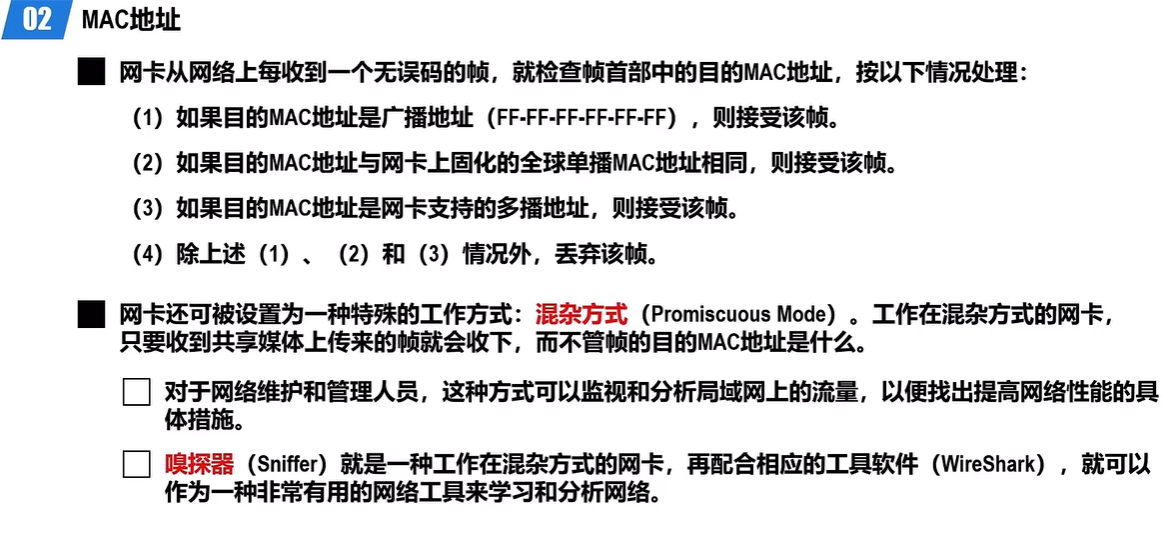 02 MAC地址
网卡从网络上每收到一个无误码的帧，就检查帧首部中的目的MAC地址，按以下情况处理：
（1）如果目的MAC地址是广播地址（FF-FF-FF-FF-FF-FF），则接受该帧。
（2）如果目的MAC地址与网卡上固化的全球单播MAC地址相同，则接受该帧。
（3）如果目的MAC地址是网卡支持的多播地址，则接受该帧。
（4）除上述（1）、（2）和（3）情况外，丢弃该帧。
网卡还可被设置为一种特殊的工作方式：混杂方式（Promiscuous Mode）。工作在混杂方式的网卡，
只要收到共享媒体上传来的帧就会收下，而不管帧的目的MAC地址是什么。
对于网络维护和管理人员，这种方式可以监视和分析局域网上的流量，以便找出提高网络性能的具
体措施。
嗅探器（Sniffer）就是一种工作在混杂方式的网卡，再配合相应的工具软件（WireShark），就可以
作为一种非常有用的网络工具来学习和分析网络。